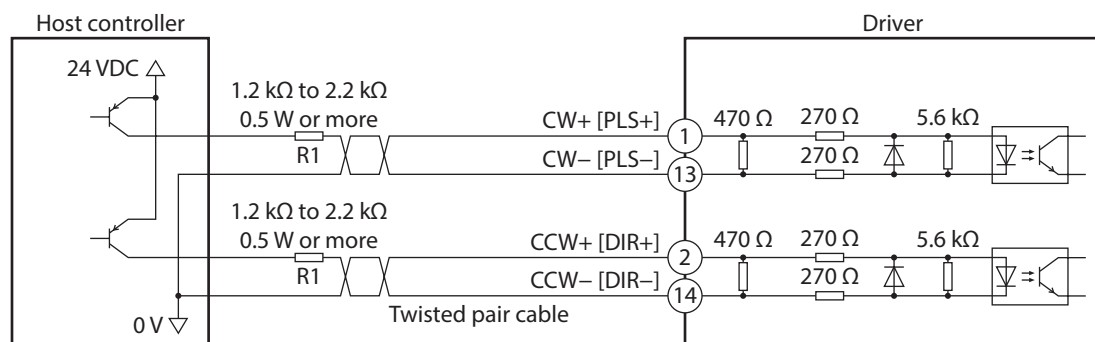 Host controller
Driver
24 VDC
1.2 kΩ to 2.2 kΩ
0.5 W or more
R1
CW+ [PLS+]
1
470 Ω
270 Ω
5.6 kΩ
CW− [PLS−]
13
270 Ω
1.2 kΩ to 2.2 kΩ
0.5 W or more
R1
CCW+ [DIR+]
2
470 Ω
270 Ω
5.6 kΩ
CCW− [DIR−]
14
270 Ω
Twisted pair cable
0 V